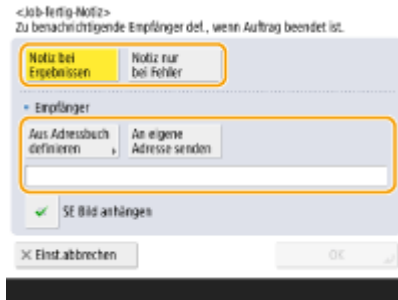 <Job-Fertig-Notiz>
Zu benachrichtigende Empfänger def., wenn Auftrag beendet ist.
Notiz bei Ergebnissen
Notiz nur bei Fehler
Empfänger
Aus Adressbuch definieren
An eigene Adresse senden
SE Bild anhängen
Einst.abbrechen
OK